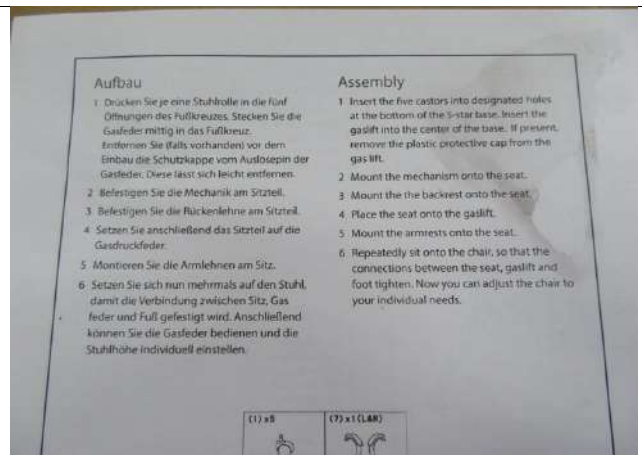 Aufbau
1 Drücken Sie je eine Stuhlrolle in die fünf
Öffnungen des Fußkreuzes. Stecken Sie die
Gasfeder mittig in das Fußkreuz.
Entfernen Sie (falls vorhanden) vor dem
Einbau die Schutzkappe vom Auslösepin der
Gasfeder. Diese lässt sich leicht entfernen.
2 Befestigen Sie die Mechanik am Sitzteil.
3 Befestigen Sie die Rückenlehne am Sitzteil.
4 Setzen Sie anschließend das Sitzteil auf die
Gasdruckfeder.
5 Montieren Sie die Armlehnen am Sitz.
6 Setzen Sie sich nun mehrmals auf den Stuhl,
damit die Verbindung zwischen Sitz, Gas
feder und Fuß gefestigt wird. Anschließend
können Sie die Gasfeder bedienen und die
Stuhlhöhe individuell einstellen.
Assembly
1 Insert the five castors into designated holes
at the bottom of the 5-star base. Insert the
gaslift into the center of the base. If present,
remove the plastic protective cap from the
gas lift.
2 Mount the mechanism onto the seat.
3 Mount the the backrest onto the seat.
4 Place the seat onto the gaslift.
5 Mount the armrests onto the seat.
6 Repeatedly sit onto the chair, so that the
connections between the seat, gaslift and
foot tighten. Now you can adjust the chair to
your individual needs.
(1) x5
(7) x1(L&R)